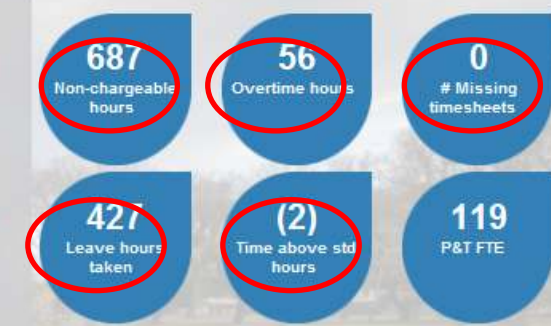 687
Non-chargeable
hours
56
Overtime hours
0
# Missing
timesheets
427
Leave hours
taken
(2)
Time above std
hours
119
P&T FTE